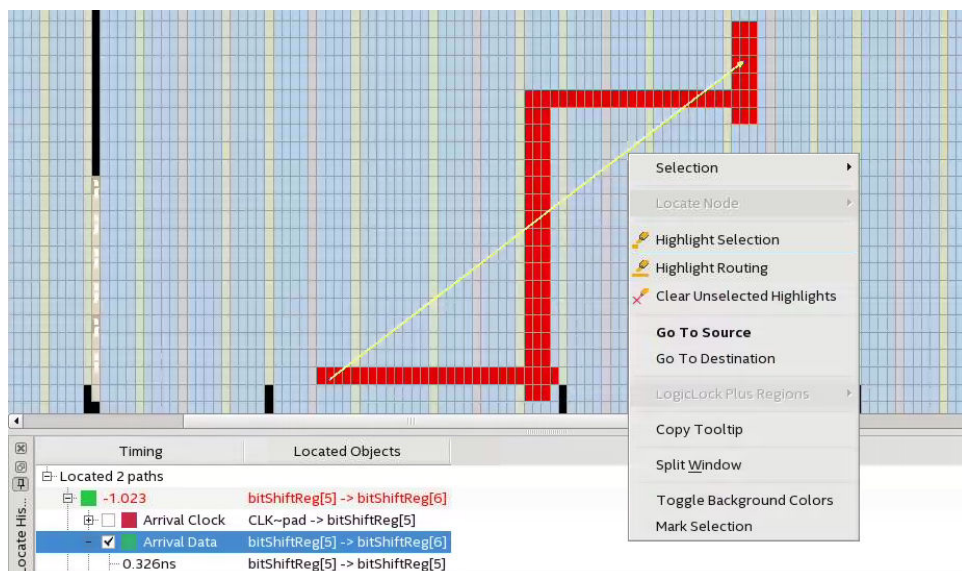 Selection
Locate Node
Highlight Selection
Highlight Routing
Clear Unselected Highlights
Go To Source
Go To Destination
LogicLock Plus Regions
Copy Tooltip
Split Window
Toggle Background Colors
Mark Selection
Locate His...
Timing Located Objects
Located 2 paths
-1.023 bitShiftReg[5] -> bitShiftReg[6]
Arrival Clock CLK~pad -> bitShiftReg[5]
Arrival Data bitShiftReg[5] -> bitShiftReg[6]
0.326ns bitShiftReg[5] -> bitShiftReg[5]